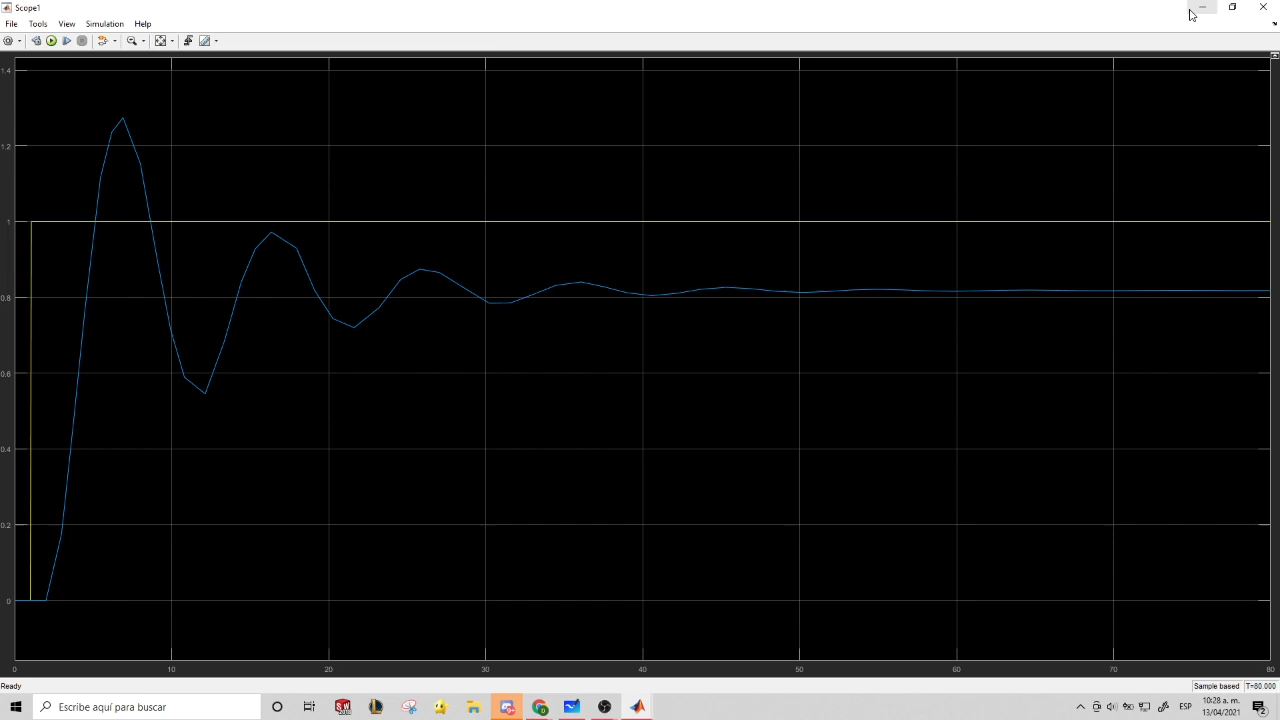 Scope1
File Tools View Simulation Help
1.4
1.2
1
0.8
0.6
0.4
0.2
0
0 10 20 30 40 50 60 70 80
Ready Sample based T=80.000
Escribe aquí para buscar ESP 10:28 a. m.
13/04/2021 2